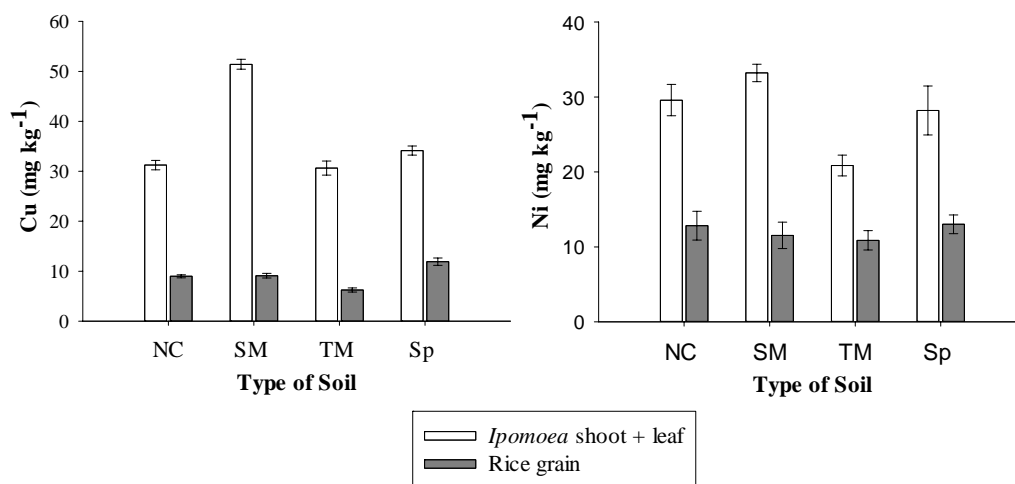 60
50
40
30
20
10
0
Cu (mg kg-1)
NC SM TM Sp
Type of Soil
40
30
20
10
0
Ni (mg kg-1)
NC SM TM Sp
Type of Soil
Ipomoea shoot + leaf
Rice grain